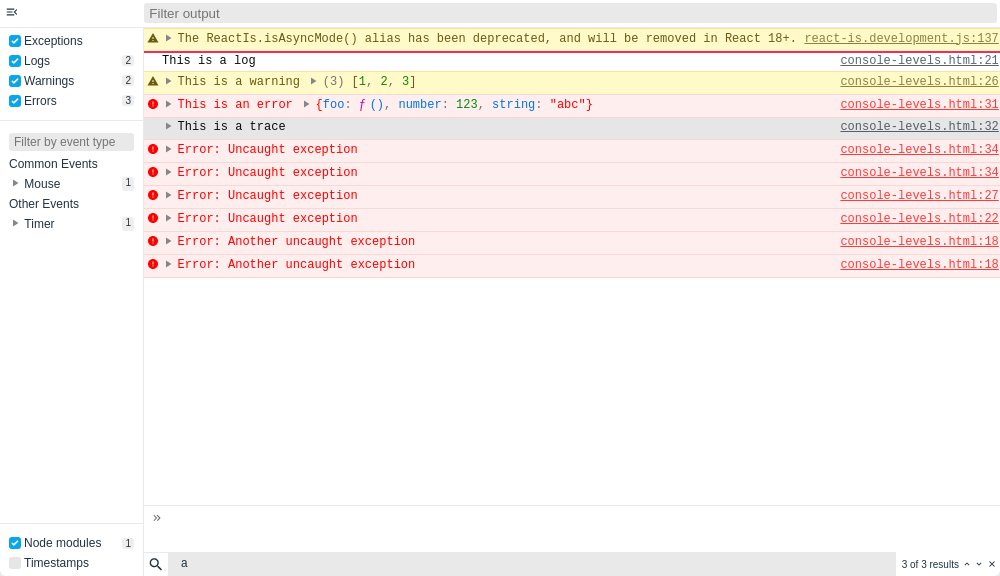 Filter output
Exceptions
Logs 2
Warnings 2
Errors 3
Filter by event type
Common Events
Mouse 1
Other Events
Timer 1
Node modules 1
Timestamps
The ReactIs.isAsyncMode() alias has been deprecated, and will be removed in React 18+. react-is.development.js:137
This is a log console-levels.html:21
This is a warning (3) [1, 2, 3] console-levels.html:26
This is an error {foo: ƒ (), number: 123, string: "abc"} console-levels.html:31
This is a trace console-levels.html:32
Error: Uncaught exception console-levels.html:34
Error: Uncaught exception console-levels.html:34
Error: Uncaught exception console-levels.html:27
Error: Uncaught exception console-levels.html:22
Error: Another uncaught exception console-levels.html:18
Error: Another uncaught exception console-levels.html:18
»
a 3 of 3 results